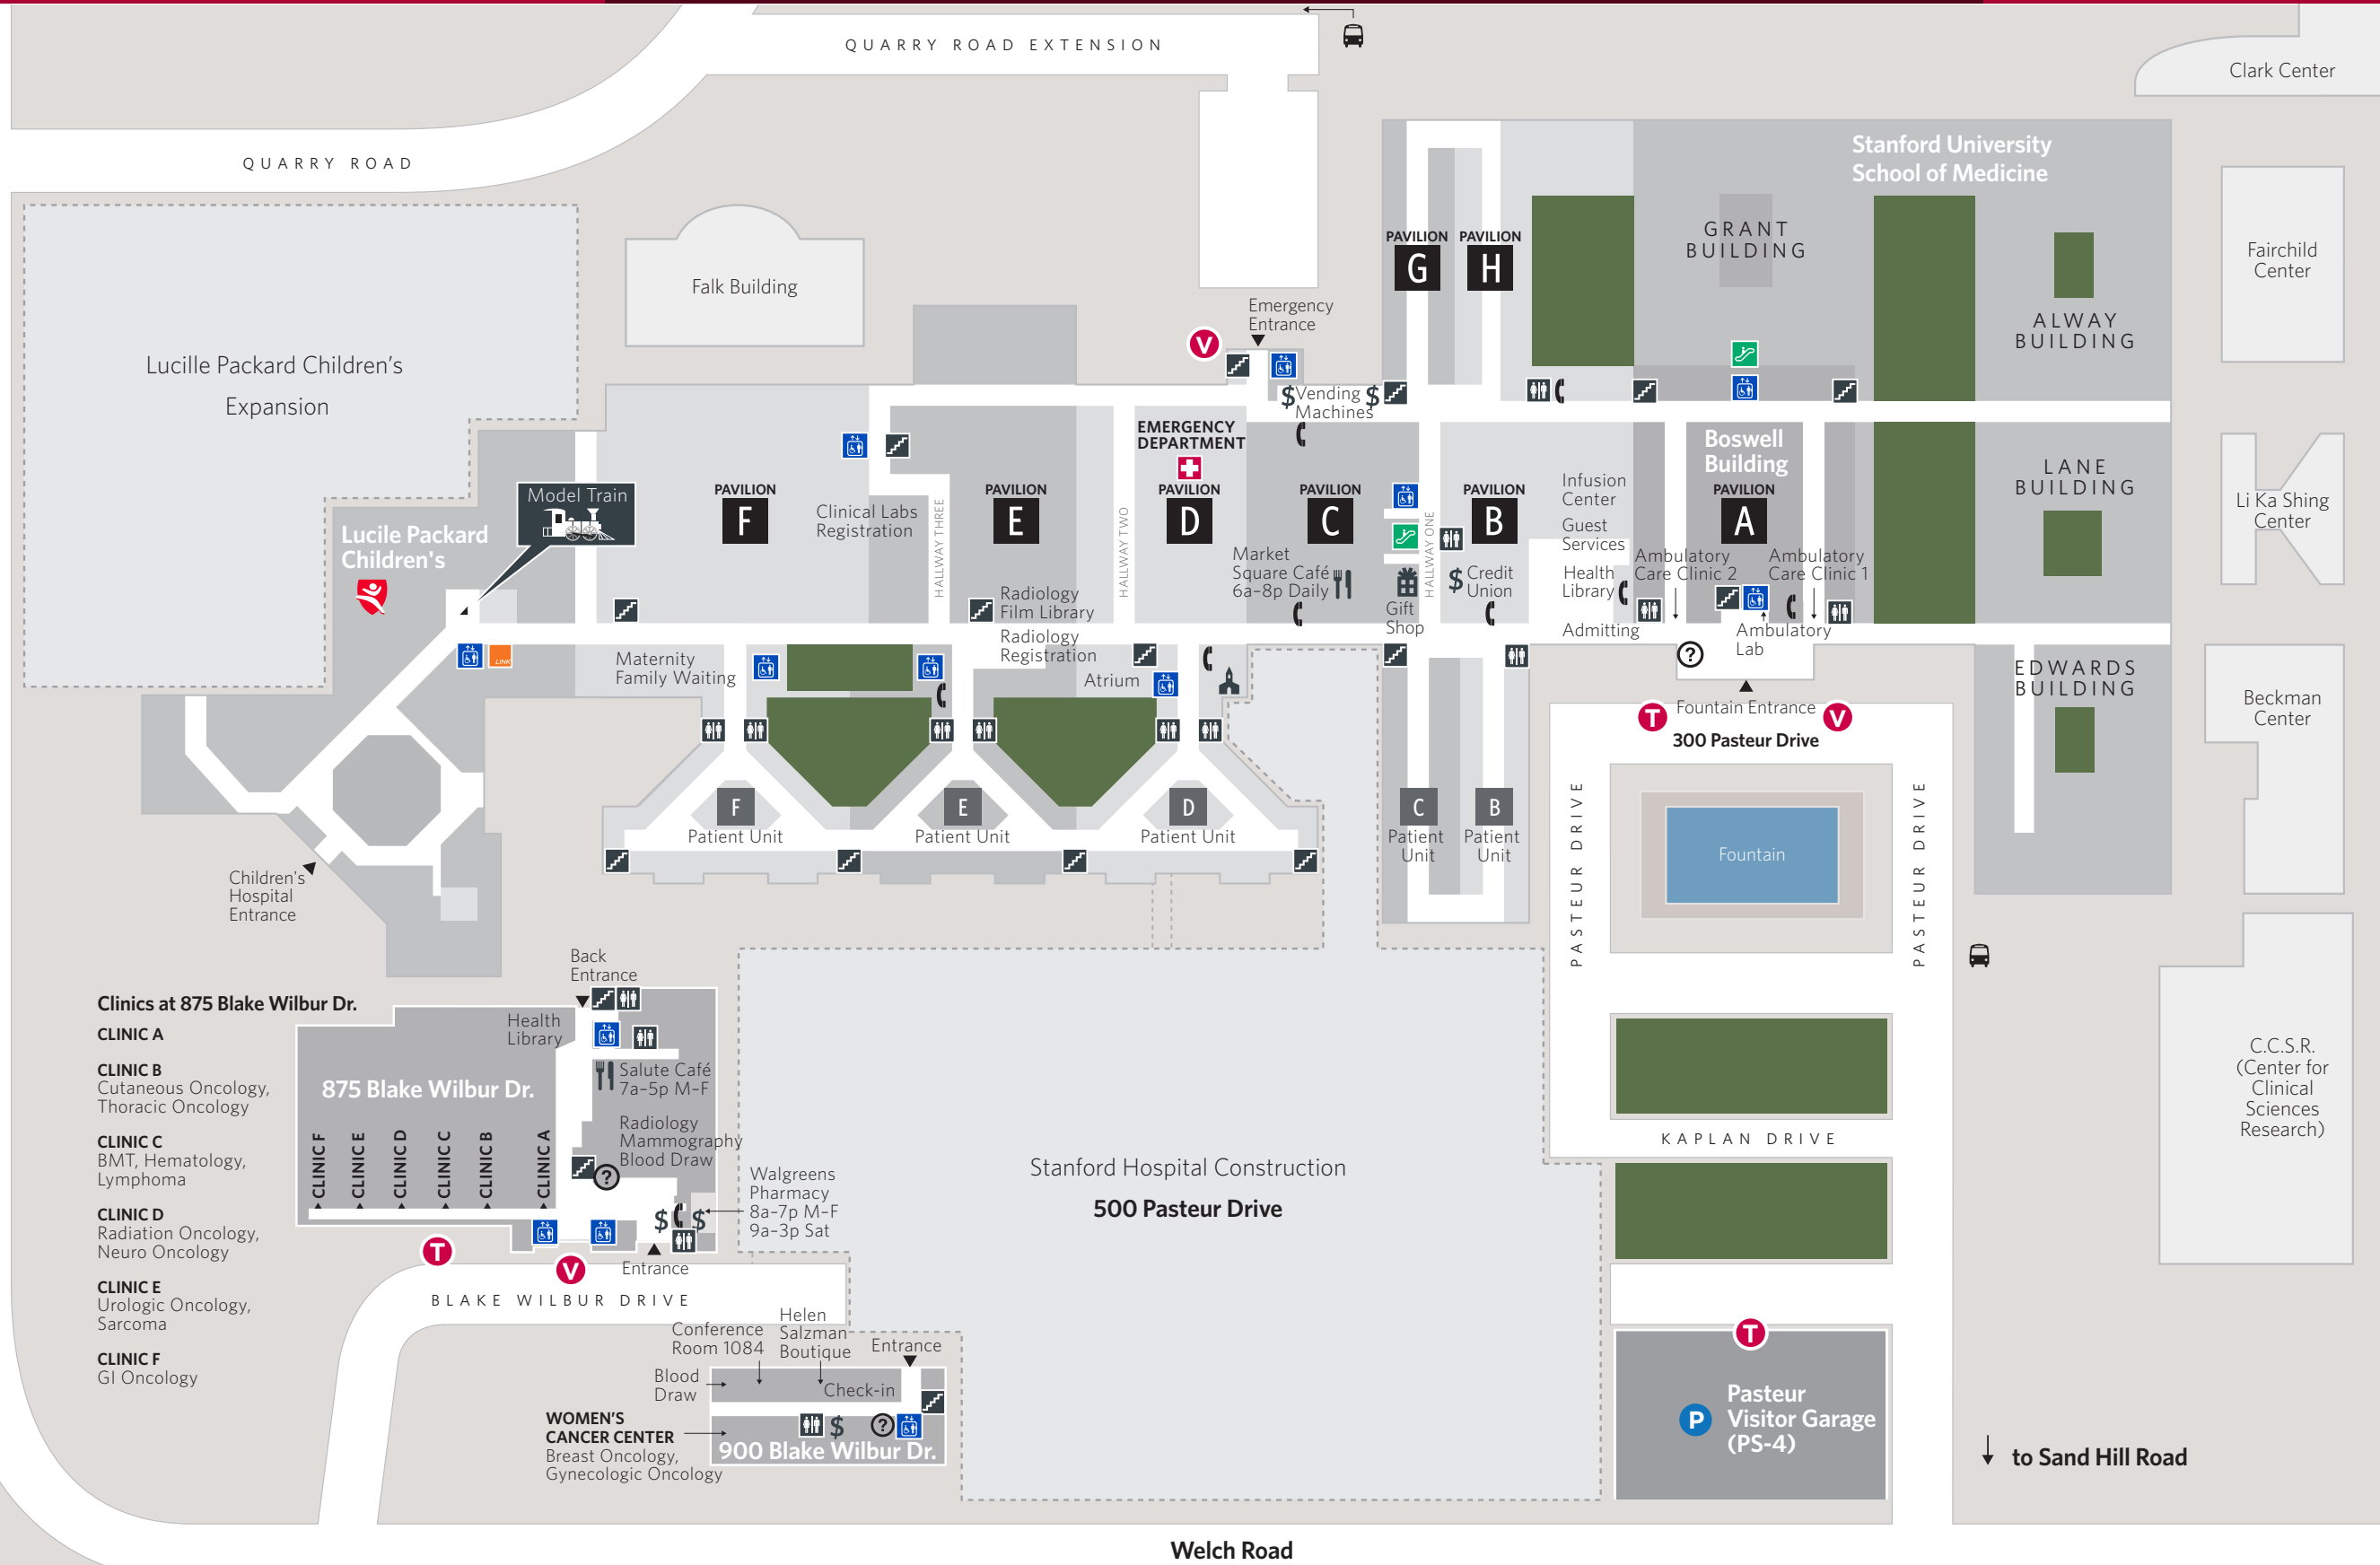 QUARRY ROAD EXTENSION
Clark Center
QUARRY ROAD
Stanford University
School of Medicine
PAVILION
G
PAVILION
H
GRANT
BUILDING
Fairchild
Center
Falk Building
Emergency
Entrance
V
ALWAY
BUILDING
Lucille Packard Children's
Expansion
$
Vending
Machines
$
EMERGENCY
DEPARTMENT
Boswell
Building
LANE
BUILDING
Model Train
PAVILION
F
Clinical Labs
Registration
HALLWAY THREE
PAVILION
E
HALLWAY TWO
PAVILION
D
PAVILION
C
HALLWAY ONE
PAVILION
B
Infusion
Center
Guest
Services
PAVILION
A
Li Ka Shing
Center
Lucile Packard
Children's
Radiology
Film Library
Market
Square Café
6a–8p Daily
Gift
Shop
$
Credit
Union
Health
Library
Ambulatory
Care Clinic 2
Ambulatory
Care Clinic 1
Admitting
Ambulatory
Lab
LINK
Maternity
Family Waiting
Radiology
Registration
Atrium
?
EDWARDS
BUILDING
Beckman
Center
T
Fountain Entrance
V
300 Pasteur Drive
F
Patient Unit
E
Patient Unit
D
Patient Unit
C
Patient
Unit
B
Patient
Unit
PASTEUR DRIVE
Fountain
PASTEUR DRIVE
Children's
Hospital
Entrance
Back
Entrance
Clinics at 875 Blake Wilbur Dr.
CLINIC A
CLINIC B
Cutaneous Oncology,
Thoracic Oncology
CLINIC C
BMT, Hematology,
Lymphoma
CLINIC D
Radiation Oncology,
Neuro Oncology
CLINIC E
Urologic Oncology,
Sarcoma
CLINIC F
GI Oncology
Health
Library
875 Blake Wilbur Dr.
Salute Café
7a–5p M–F
Radiology
Mammography
Blood Draw
CLINIC F
CLINIC E
CLINIC D
CLINIC C
CLINIC B
CLINIC A
?
$
$
Walgreens
Pharmacy
8a–7p M–F
9a–3p Sat
T
V
Entrance
BLAKE WILBUR DRIVE
Stanford Hospital Construction
500 Pasteur Drive
C.C.S.R.
(Center for
Clinical
Sciences
Research)
KAPLAN DRIVE
Conference
Room 1084
Helen
Salzman
Boutique
Entrance
Blood
Draw
Check-in
WOMEN'S
CANCER CENTER
Breast Oncology,
Gynecologic Oncology
$
?
900 Blake Wilbur Dr.
T
P
Pasteur
Visitor Garage
(PS-4)
to Sand Hill Road
Welch Road